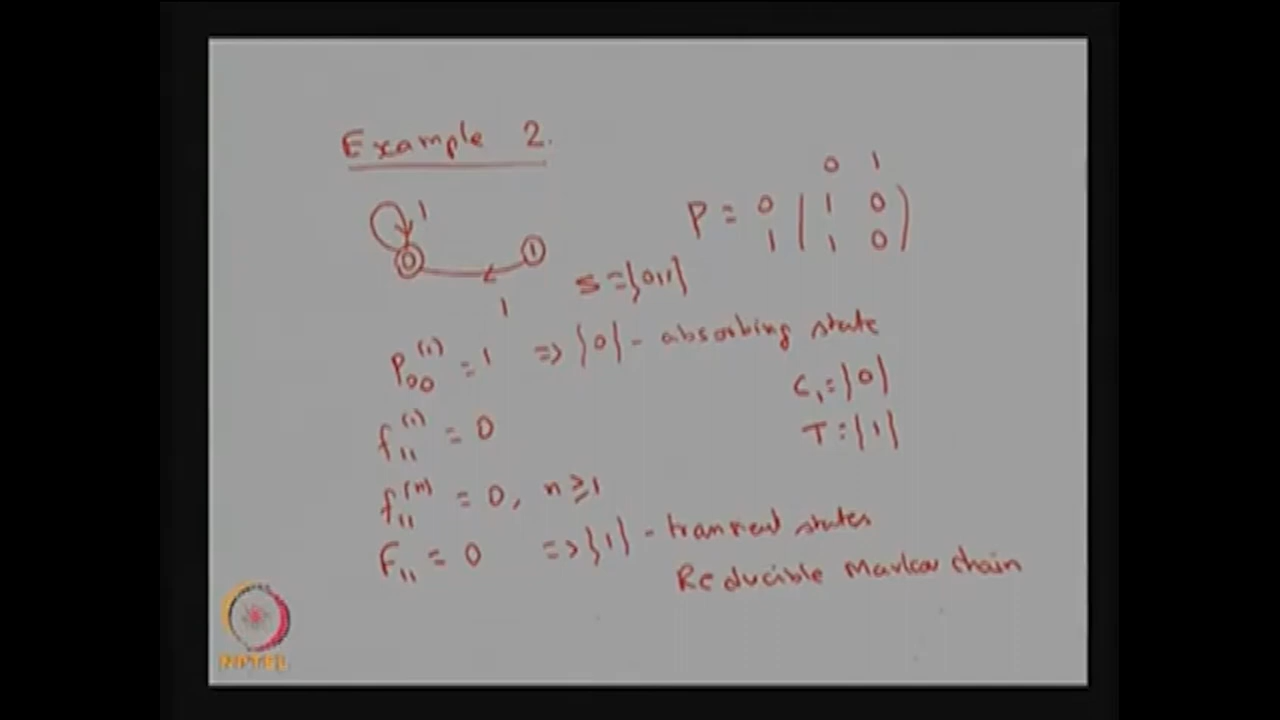 Example 2.
0 1
P = 0 ( 1 0 )
1 ( 1 0 )
1
0 1
1
S = {0,1}
P₀₀⁽¹⁾ = 1 => {0} - absorbing state
C₁ = {0}
f₁₁⁽¹⁾ = 0
T = {1}
f₁₁⁽ⁿ⁾ = 0, n ≥ 1
F₁₁ = 0 => {1} - transient states
Reducible Markov chain
NPTEL